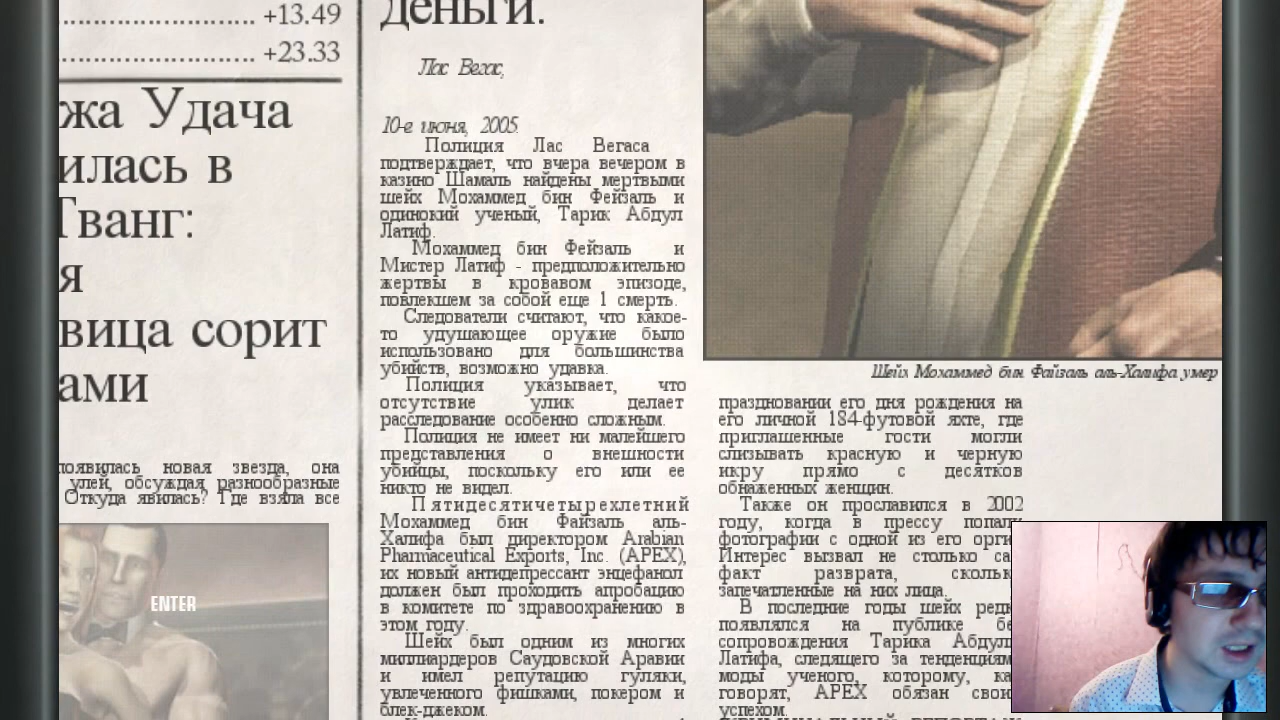 +13.49
+23.33
жа Удача
илась в
Тванг:
я
вица сорит
ами
появилась новая звезда, она
улей, обсуждая разнообразные
Откуда явилась? Где взяла все
ENTER
деньги.
Лас Вегас,
10-е июня, 2005.
Полиция Лас Вегаса
подтверждает, что вчера вечером в
казино Шамаль найдены мертвыми
шейх Мохаммед бин Фейзаль и
одинокий ученый, Тарик Абдул
Латиф.
Мохаммед бин Фейзаль и
Мистер Латиф - предположительно
жертвы в кровавом эпизоде,
повлекшем за собой еще 1 смерть.
Следователи считают, что какое-
то удушающее оружие было
использовано для большинства
убийств, возможно удавка.
Полиция указывает, что
отсутствие улик делает
расследование особенно сложным.
Полиция не имеет ни малейшего
представления о внешности
убийцы, поскольку его или ее
никто не видел.
Пятидесятичетырехлетний
Мохаммед бин Файзаль аль-
Халифа был директором Arabian
Pharmaceutical Exports, Inc. (APEX),
их новый антидепрессант энцефанол
должен был проходить апробацию
в комитете по здравоохранению в
этом году.
Шейх был одним из многих
миллиардеров Саудовской Аравии
и имел репутацию гуляки,
увлеченного фишками, покером и
блек-джеком.
Шейх Мохаммед бин Файзаль аль-Халифа умер
праздновании его дня рождения на
его личной 184-футовой яхте, где
приглашенные гости могли
слизывать красную и черную
икру прямо с десятков
обнаженных женщин.
Также он прославился в 2002
году, когда в прессу попали
фотографии с одной из его орги
Интерес вызвал не столько са
факт разврата, скольк
запечатленные на них лица.
В последние годы шейх редк
появлялся на публике бе
сопровождения Тарика Абдул
Латифа, следящего за тенденциям
моды ученого, которому, ка
говорят, APEX обязан свои
успехом.